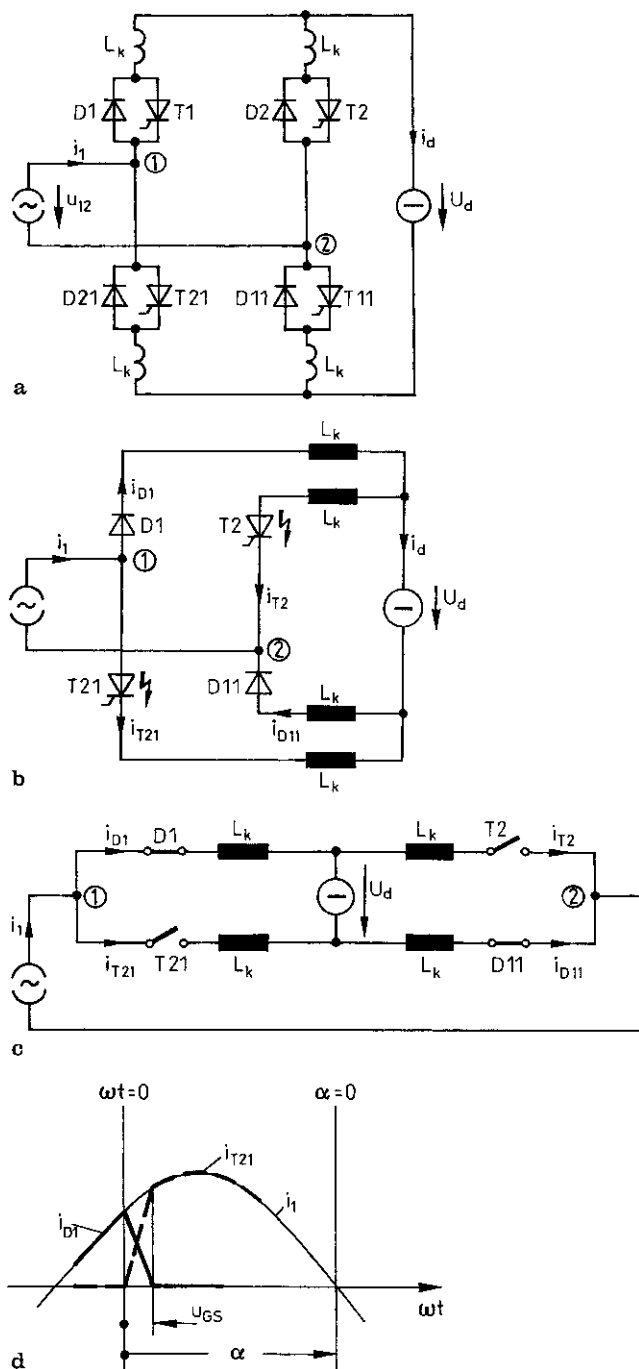 L_k L_k
D1 T1 D2 T2
i_1 ① i_d
u_12 U_d
②
D21 T21 D11 T11
L_k L_k
a
L_k
i_D1 L_k
D1 T2
i_1 ① i_d
i_T2 U_d
②
T21 D11 L_k
i_T21 i_D11
L_k
b
i_D1 D1 L_k L_k T2 i_T2
① U_d ②
i_1
i_T21 T21 L_k L_k D11 i_D11
c
ωt=0 α=0
i_T21
i_D1 i_1
ωt
u_GS
α
d